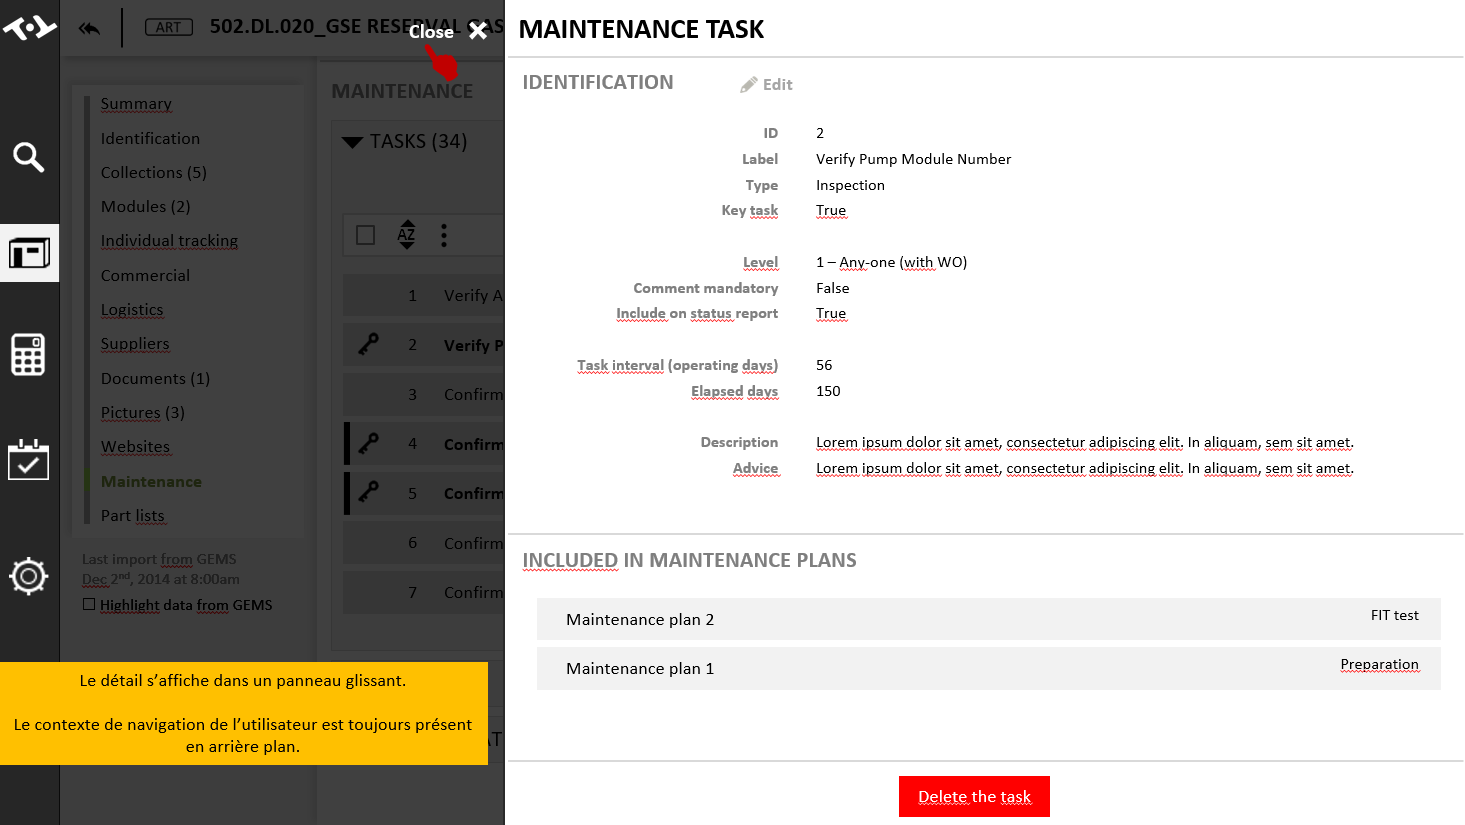 ART
502.DL.020_GSE RESERVAL GAS
Close
MAINTENANCE
Summary
Identification
Collections (5)
Modules (2)
Individual tracking
Commercial
Logistics
Suppliers
Documents (1)
Pictures (3)
Websites
Maintenance
Part lists
Last import from GEMS
Dec 2nd, 2014 at 8:00am
Highlight data from GEMS
TASKS (34)
AZ
1 Verify A
2 Verify P
3 Confirm
4 Confirm
5 Confirm
6 Confirm
7 Confirm
AT
Le détail s’affiche dans un panneau glissant.
Le contexte de navigation de l’utilisateur est toujours présent
en arrière plan.
MAINTENANCE TASK
IDENTIFICATION
Edit
ID 2
Label Verify Pump Module Number
Type Inspection
Key task True
Level 1 – Any-one (with WO)
Comment mandatory False
Include on status report True
Task interval (operating days) 56
Elapsed days 150
Description Lorem ipsum dolor sit amet, consectetur adipiscing elit. In aliquam, sem sit amet.
Advice Lorem ipsum dolor sit amet, consectetur adipiscing elit. In aliquam, sem sit amet.
INCLUDED IN MAINTENANCE PLANS
Maintenance plan 2 FIT test
Maintenance plan 1 Preparation
Delete the task